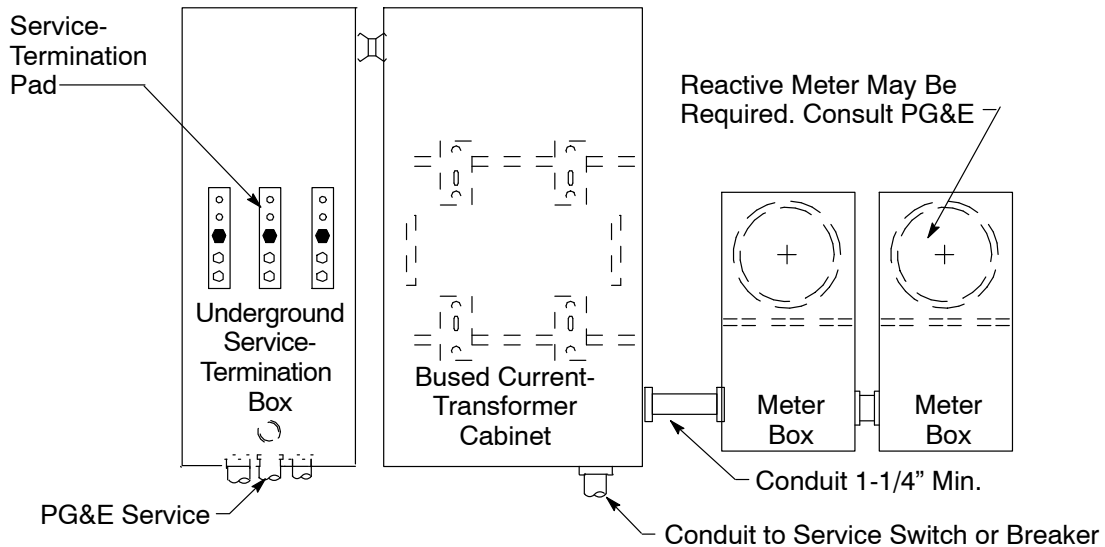 Service-
Termination
Pad
Reactive Meter May Be
Required. Consult PG&E
Underground
Service-
Termination
Box
Bused Current-
Transformer
Cabinet
Meter
Box
Meter
Box
Conduit 1-1/4” Min.
PG&E Service
Conduit to Service Switch or Breaker